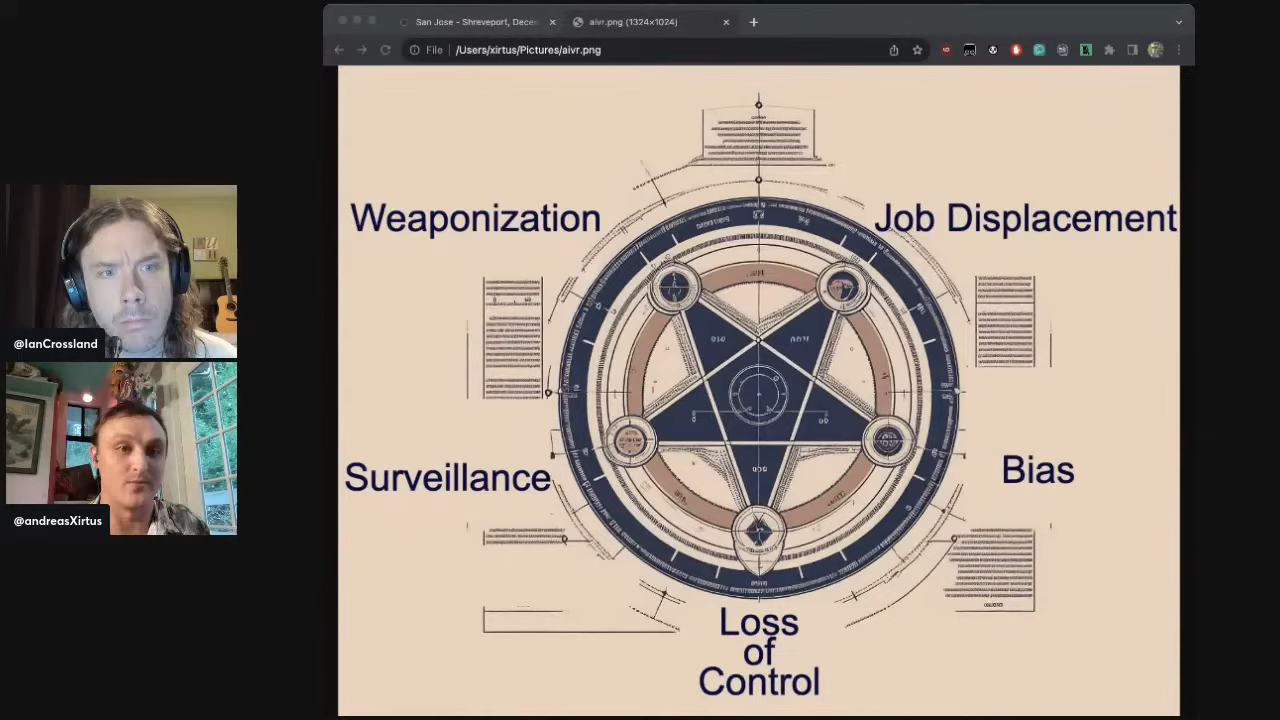 San Jose - Shreveport, Dece
aivr.png (1324×1024)
File
/Users/xirtus/Pictures/aivr.png
Weaponization
Job Displacement
@IanCrossland
Surveillance
Bias
@andreasXirtus
Loss
of
Control